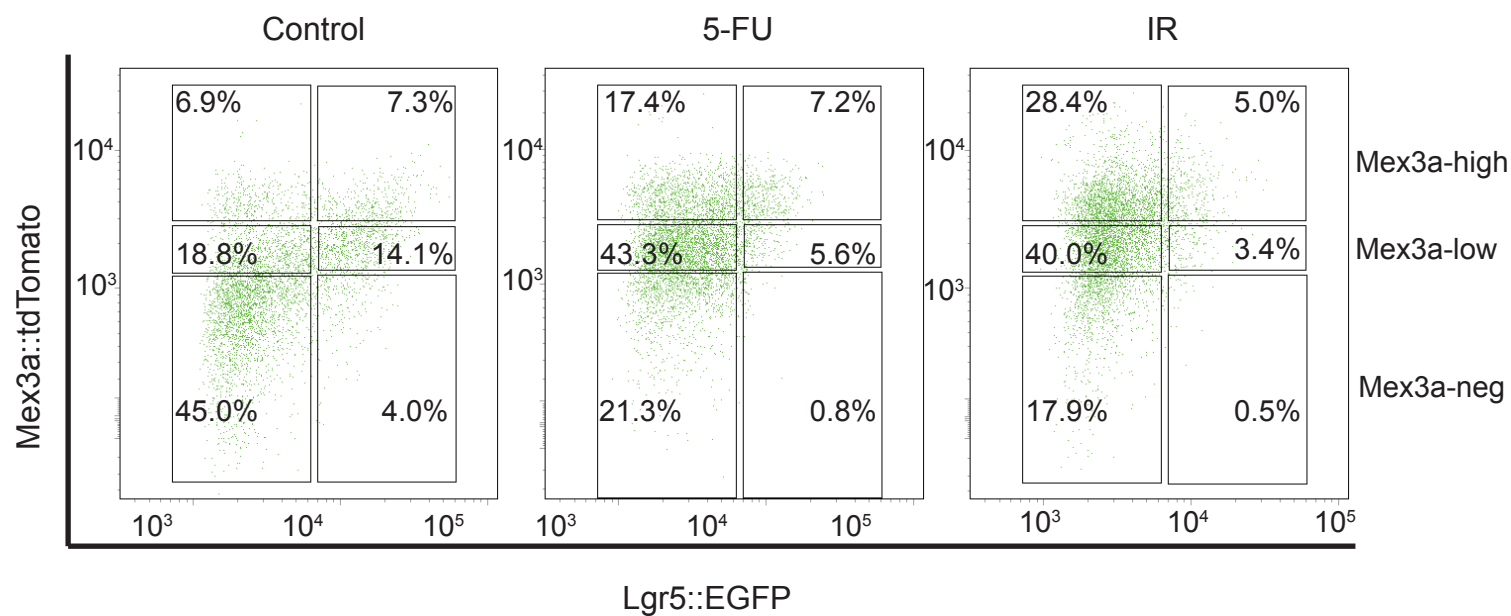 Control 5-FU IR
6.9% 7.3% 17.4% 7.2% 28.4% 5.0%
10⁴ 10⁴ 10⁴
Mex3a-high
18.8% 14.1% 43.3% 5.6% 40.0% 3.4% Mex3a-low
10³ 10³ 10³
Mex3a::tdTomato
45.0% 4.0% 21.3% 0.8% 17.9% 0.5% Mex3a-neg
10³ 10⁴ 10⁵ 10³ 10⁴ 10⁵ 10³ 10⁴ 10⁵
Lgr5::EGFP